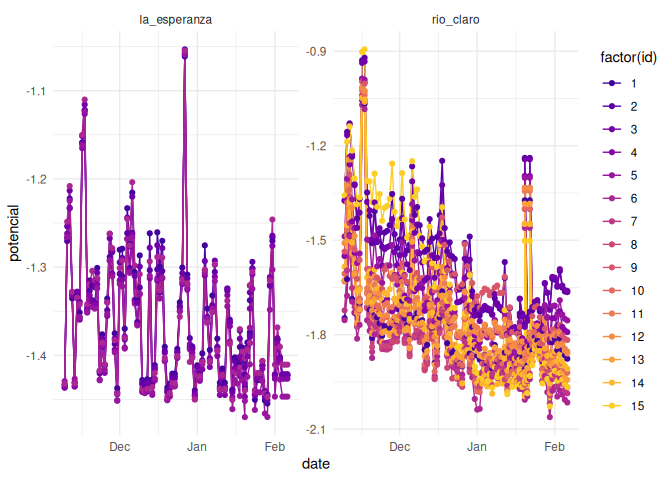 la_esperanza
rio_claro
potencial
-1.1
-1.2
-1.3
-1.4
-0.9
-1.2
-1.5
-1.8
-2.1
Dec
Jan
Feb
Dec
Jan
Feb
date
factor(id)
1
2
3
4
5
6
7
8
9
10
11
12
13
14
15